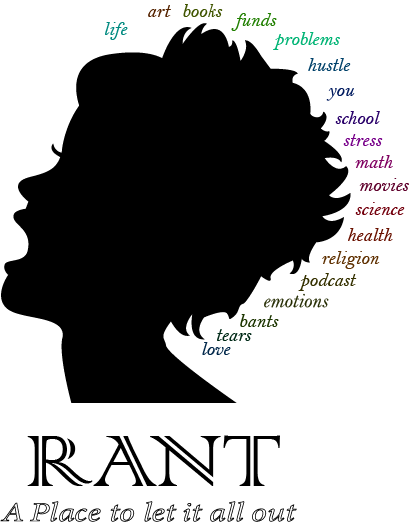 life
art
books
funds
problems
hustle
you
school
stress
math
movies
science
health
religion
podcast
emotions
bants
tears
love
RANT
A Place to let it all out